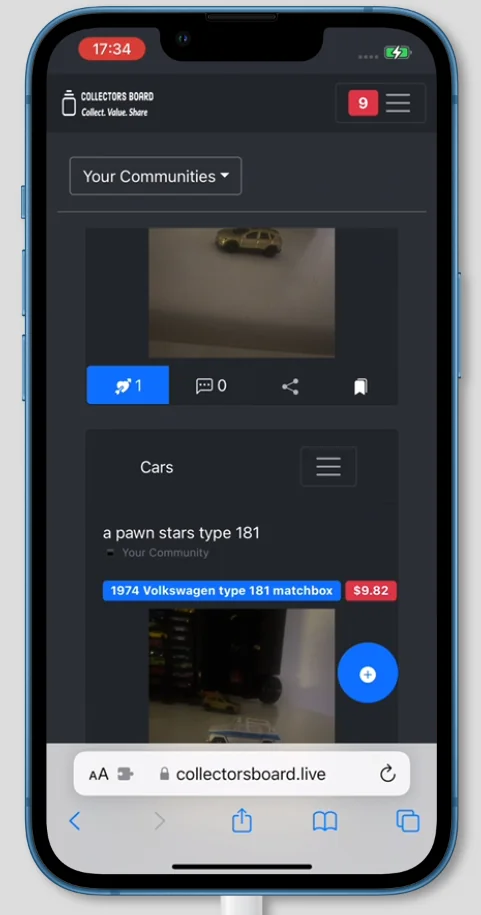 17:34
COLLECTORS BOARD
Collect. Value. Share
9
Your Communities
1
0
Cars
a pawn stars type 181
Your Community
1974 Volkswagen type 181 matchbox
$9.82
AA
collectorsboard.live